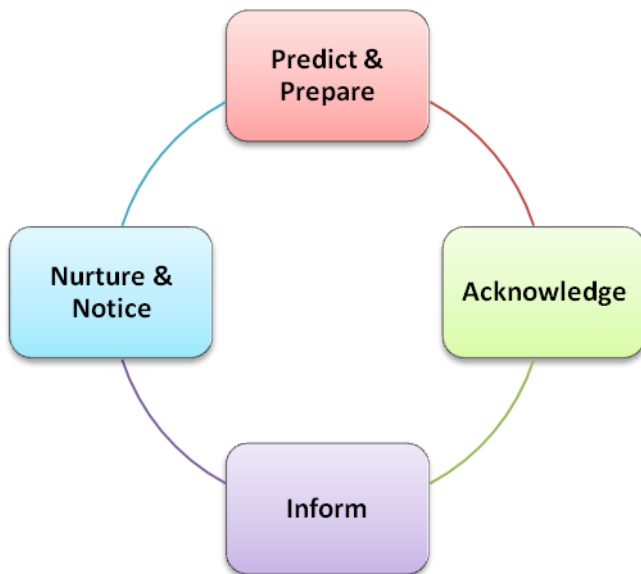 Predict &
Prepare
Acknowledge
Inform
Nurture &
Notice